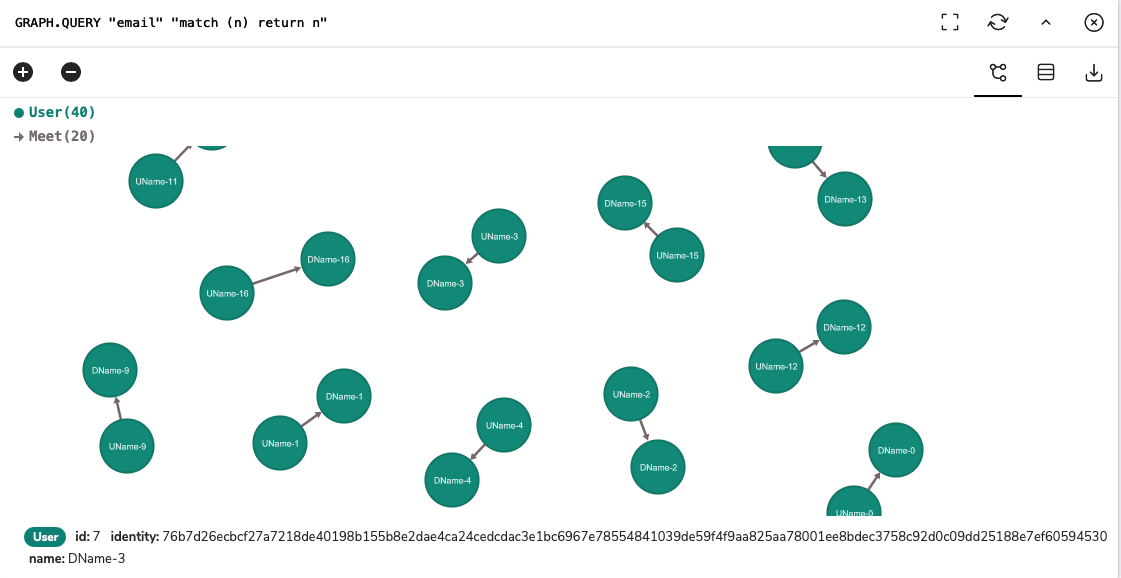 GRAPH.QUERY "email" "match (n) return n"
User(40)
Meet(20)
UName-11
DName-13
DName-15
UName-3
UName-15
DName-16
DName-3
UName-16
DName-12
UName-12
DName-9
DName-1
UName-2
UName-4
UName-1
UName-9
DName-0
DName-2
DName-4
UName-0
User id: 7 identity: 76b7d26ecbcf27a7218de40198b155b8e2dae4ca24cedcdac3e1bc6967e78554841039de59f4f9aa825aa78001ee8bdec3758c92d0c09dd25188e7ef60594530
name: DName-3